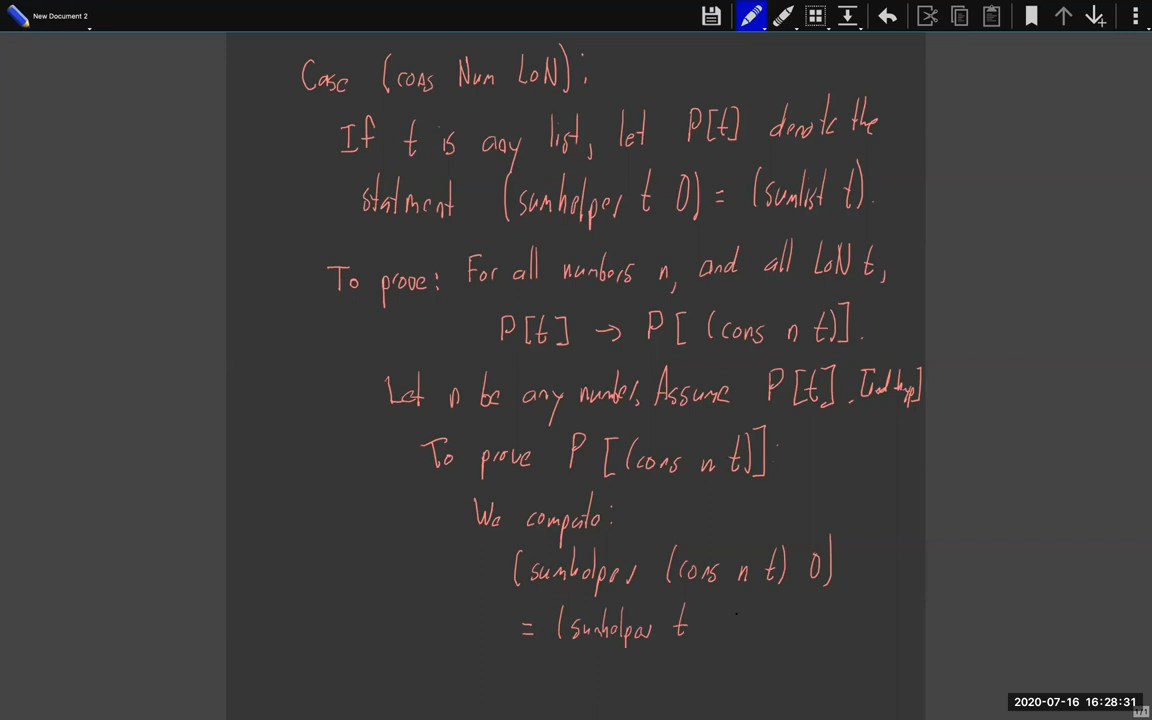 New Document 2
Case (cons Num LoN):
If t is any list, let P[t] denote the
statment (sumhelper t 0) = (sumlist t).
To prove: For all numbers n, and all LoN t,
P[t] → P[ (cons n t)].
Let n be any number. Assume P[t]. [ind hyp]
To prove P [(cons n t)]:
We compute:
(sumhelper (cons n t) 0)
= (sumhelper t
2020-07-16 16:28:31